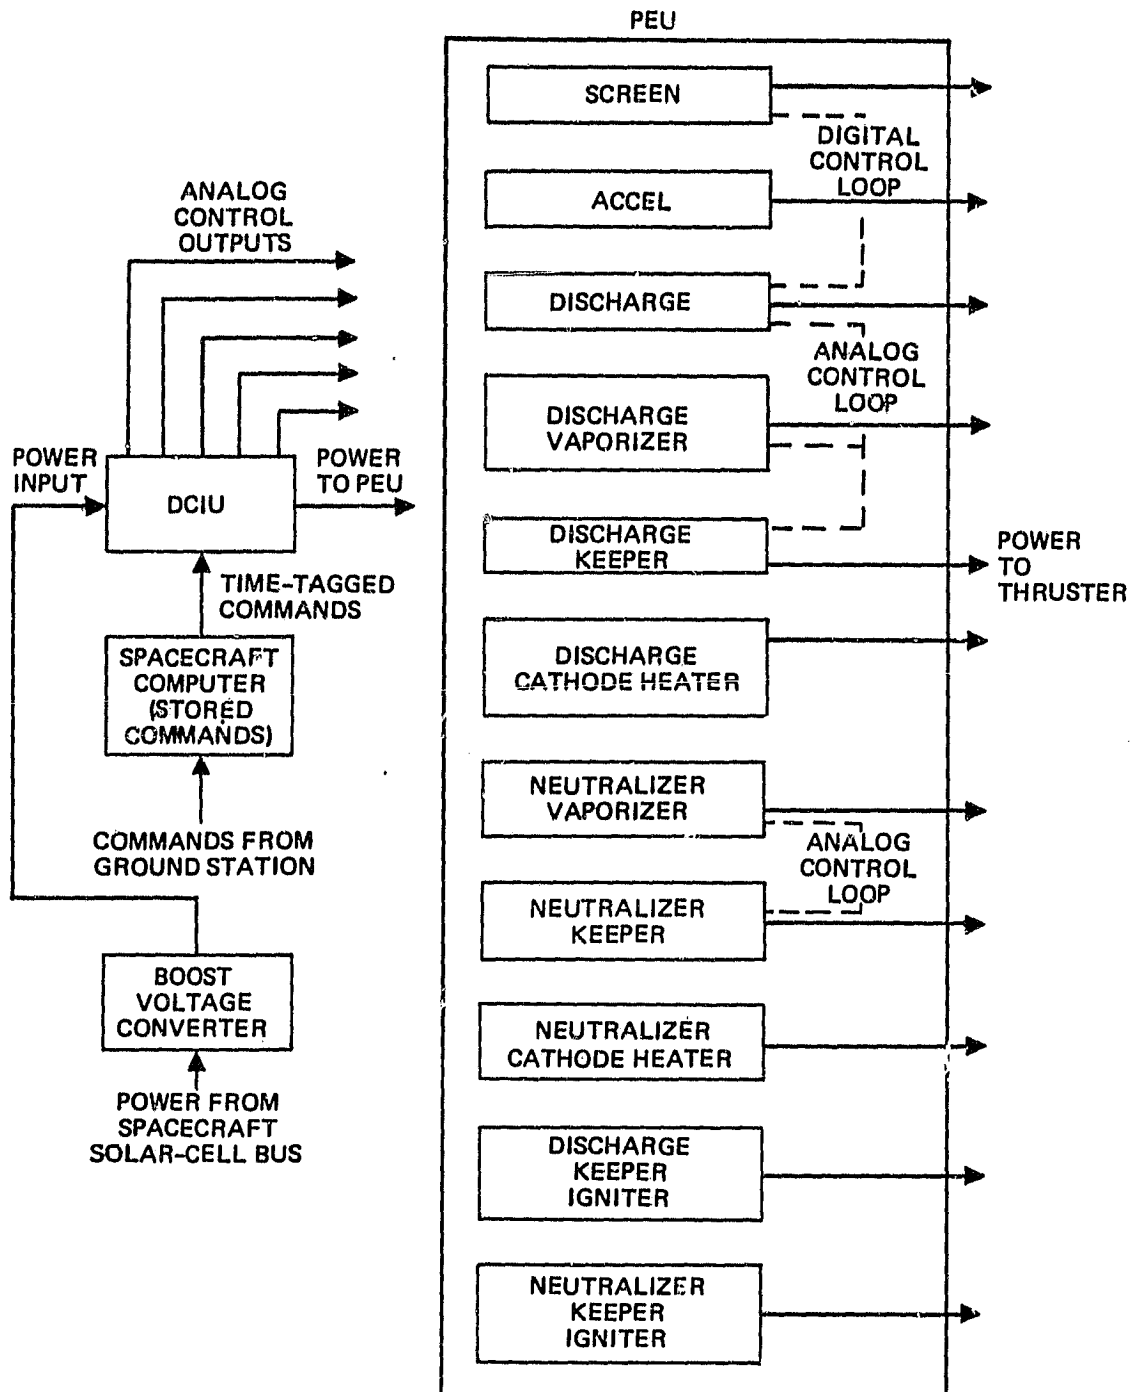 PEU
SCREEN
DIGITAL
CONTROL
LOOP
ACCEL
DISCHARGE
ANALOG
CONTROL
LOOP
DISCHARGE
VAPORIZER
DISCHARGE
KEEPER
POWER
TO
THRUSTER
DISCHARGE
CATHODE HEATER
NEUTRALIZER
VAPORIZER
ANALOG
CONTROL
LOOP
NEUTRALIZER
KEEPER
NEUTRALIZER
CATHODE HEATER
DISCHARGE
KEEPER
IGNITER
NEUTRALIZER
KEEPER
IGNITER
ANALOG
CONTROL
OUTPUTS
POWER
INPUT
DCIU
POWER
TO PEU
TIME-TAGGED
COMMANDS
SPACECRAFT
COMPUTER
(STORED
COMMANDS)
COMMANDS FROM
GROUND STATION
BOOST
VOLTAGE
CONVERTER
POWER FROM
SPACECRAFT
SOLAR-CELL BUS